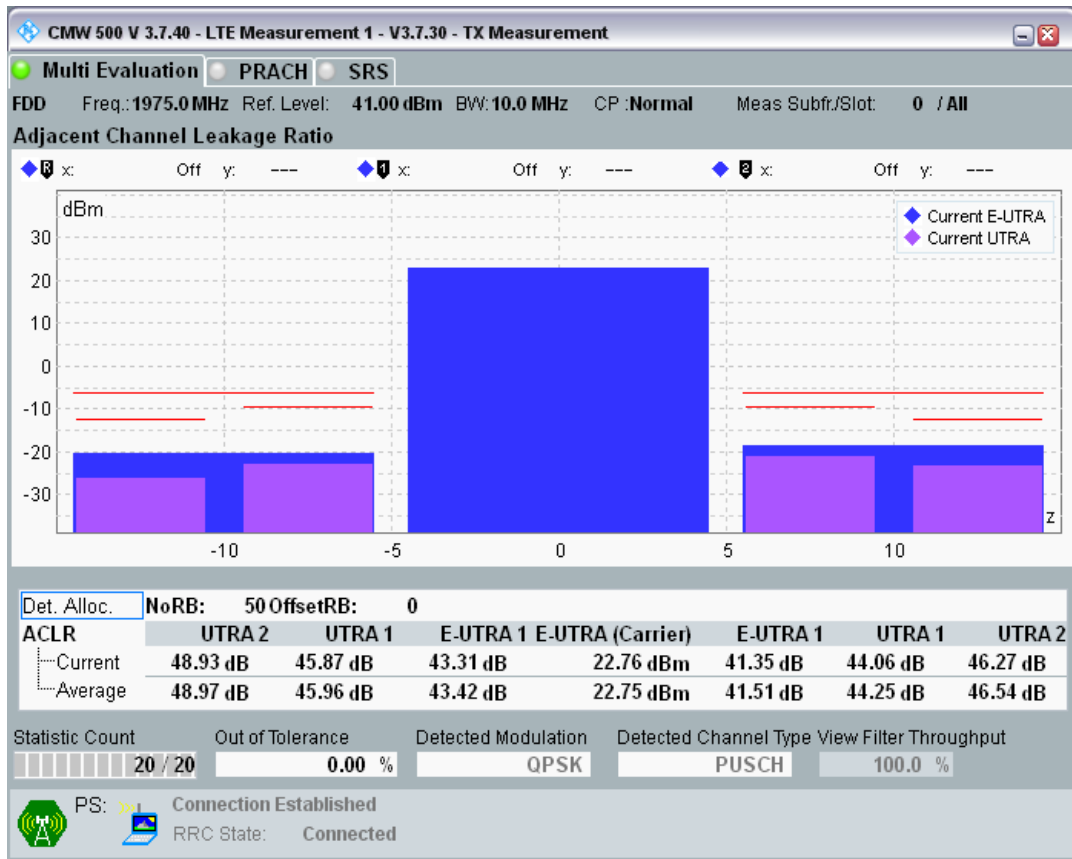 CMW 500 V 3.7.40 - LTE Measurement 1 - V3.7.30 - TX Measurement
Multi Evaluation PRACH SRS
FDD Freq.: 1975.0 MHz Ref. Level: 41.00 dBm BW: 10.0 MHz CP :Normal Meas Subfr./Slot: 0 / All
Adjacent Channel Leakage Ratio
R x: Off y: --- 1 x: Off y: --- 2 x: Off y: ---
dBm
Current E-UTRA
Current UTRA
30
20
10
0
-10
-20
-30
z
-10 -5 0 5 10
Det. Alloc. NoRB: 50 OffsetRB: 0
ACLR UTRA 2 UTRA 1 E-UTRA 1 E-UTRA (Carrier) E-UTRA 1 UTRA 1 UTRA 2
Current 48.93 dB 45.87 dB 43.31 dB 22.76 dBm 41.35 dB 44.06 dB 46.27 dB
Average 48.97 dB 45.96 dB 43.42 dB 22.75 dBm 41.51 dB 44.25 dB 46.54 dB
Statistic Count Out of Tolerance Detected Modulation Detected Channel Type View Filter Throughput
20 / 20 0.00 % QPSK PUSCH 100.0 %
PS: Connection Established
RRC State: Connected